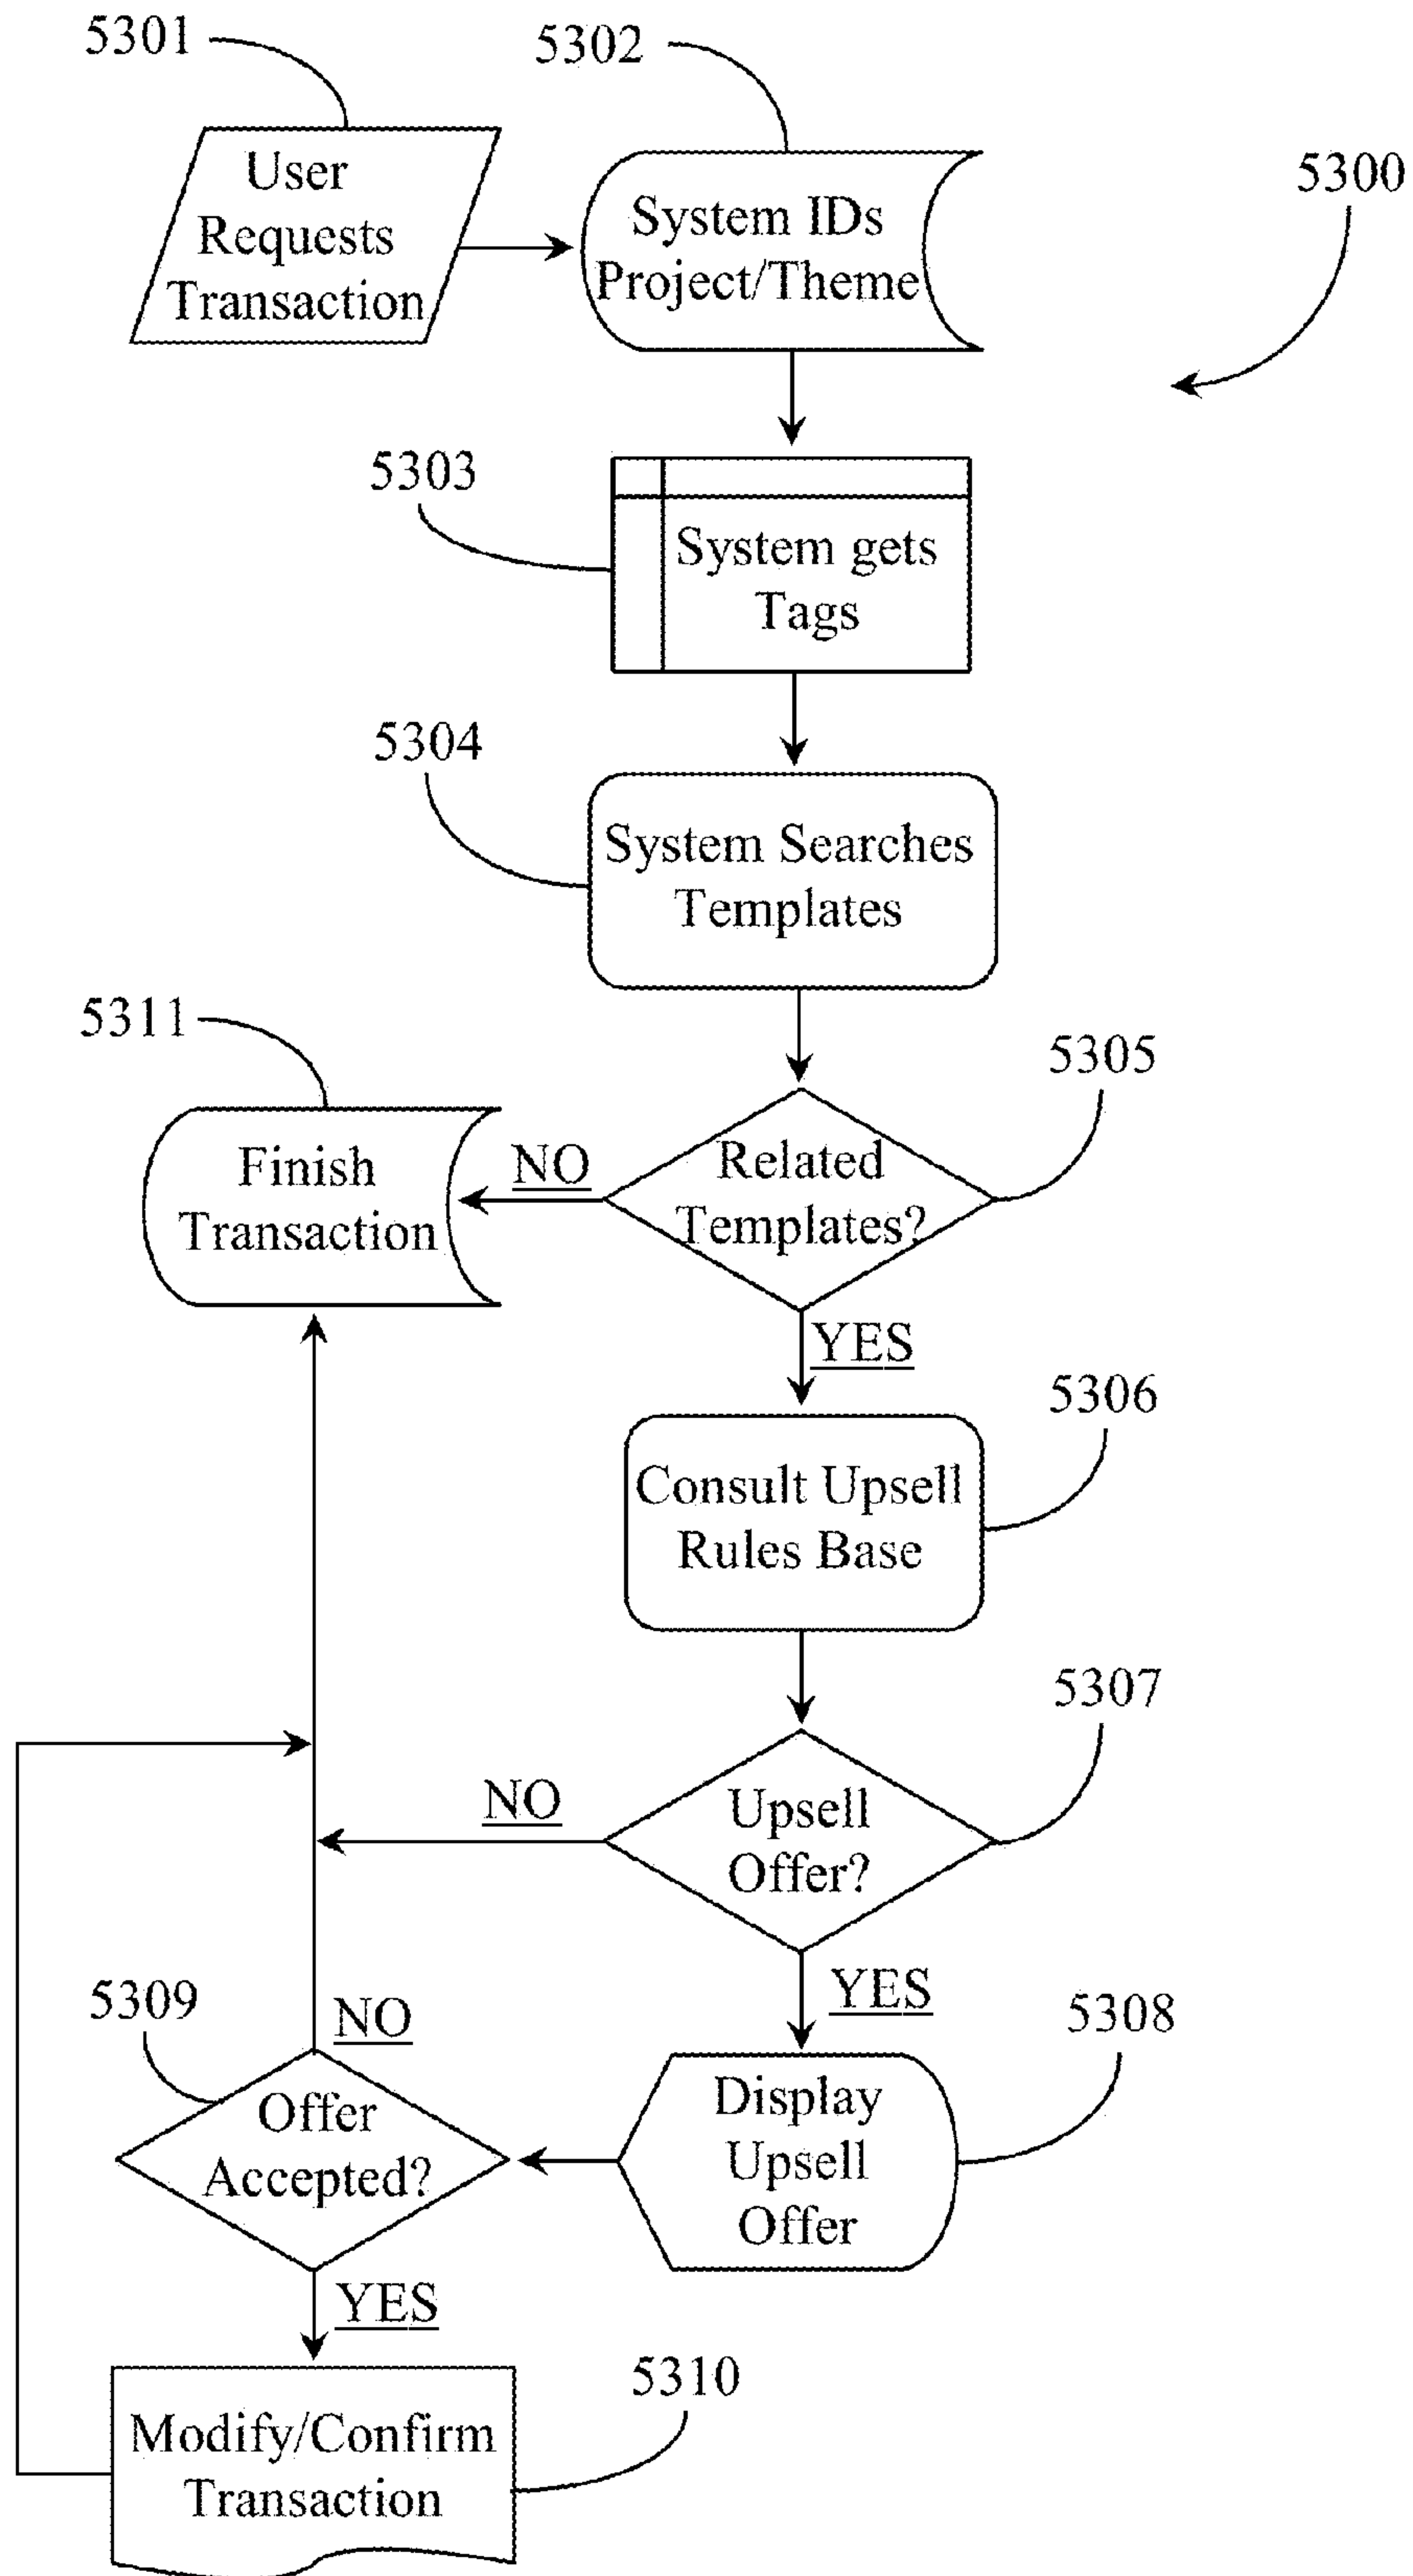 5301
5302
5300
User
Requests
Transaction
System IDs
Project/Theme
5303
System gets
Tags
5304
System Searches
Templates
5311
5305
Finish
Transaction
NO
Related
Templates?
YES
5306
Consult Upsell
Rules Base
5307
NO
Upsell
Offer?
YES
5309
NO
5308
Offer
Accepted?
Display
Upsell
Offer
YES
5310
Modify/Confirm
Transaction